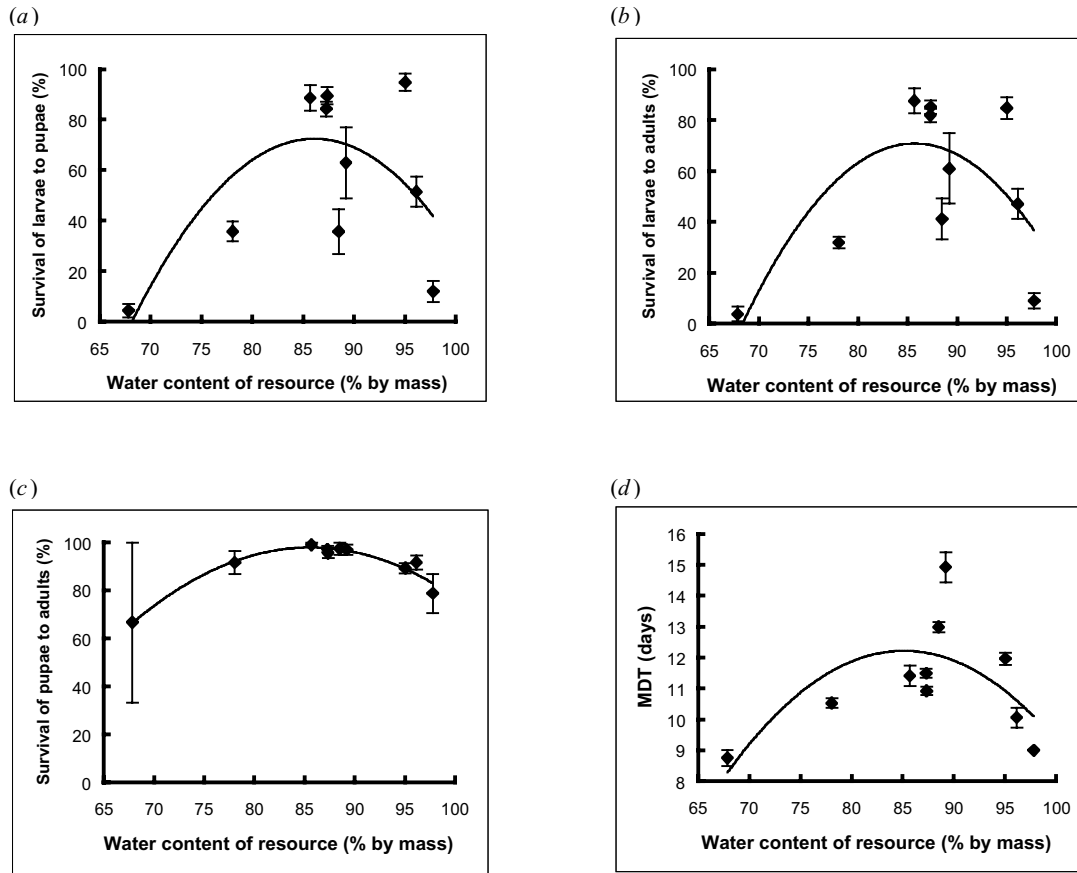 (a)
Survival of larvae to pupae (%)
100
80
60
40
20
0
65 70 75 80 85 90 95 100
Water content of resource (% by mass)
(b)
Survival of larvae to adults (%)
100
80
60
40
20
0
65 70 75 80 85 90 95 100
Water content of resource (% by mass)
(c)
Survival of pupae to adults (%)
100
80
60
40
20
0
65 70 75 80 85 90 95 100
Water content of resource (% by mass)
(d)
MDT (days)
16
15
14
13
12
11
10
9
8
65 70 75 80 85 90 95 100
Water content of resource (% by mass)